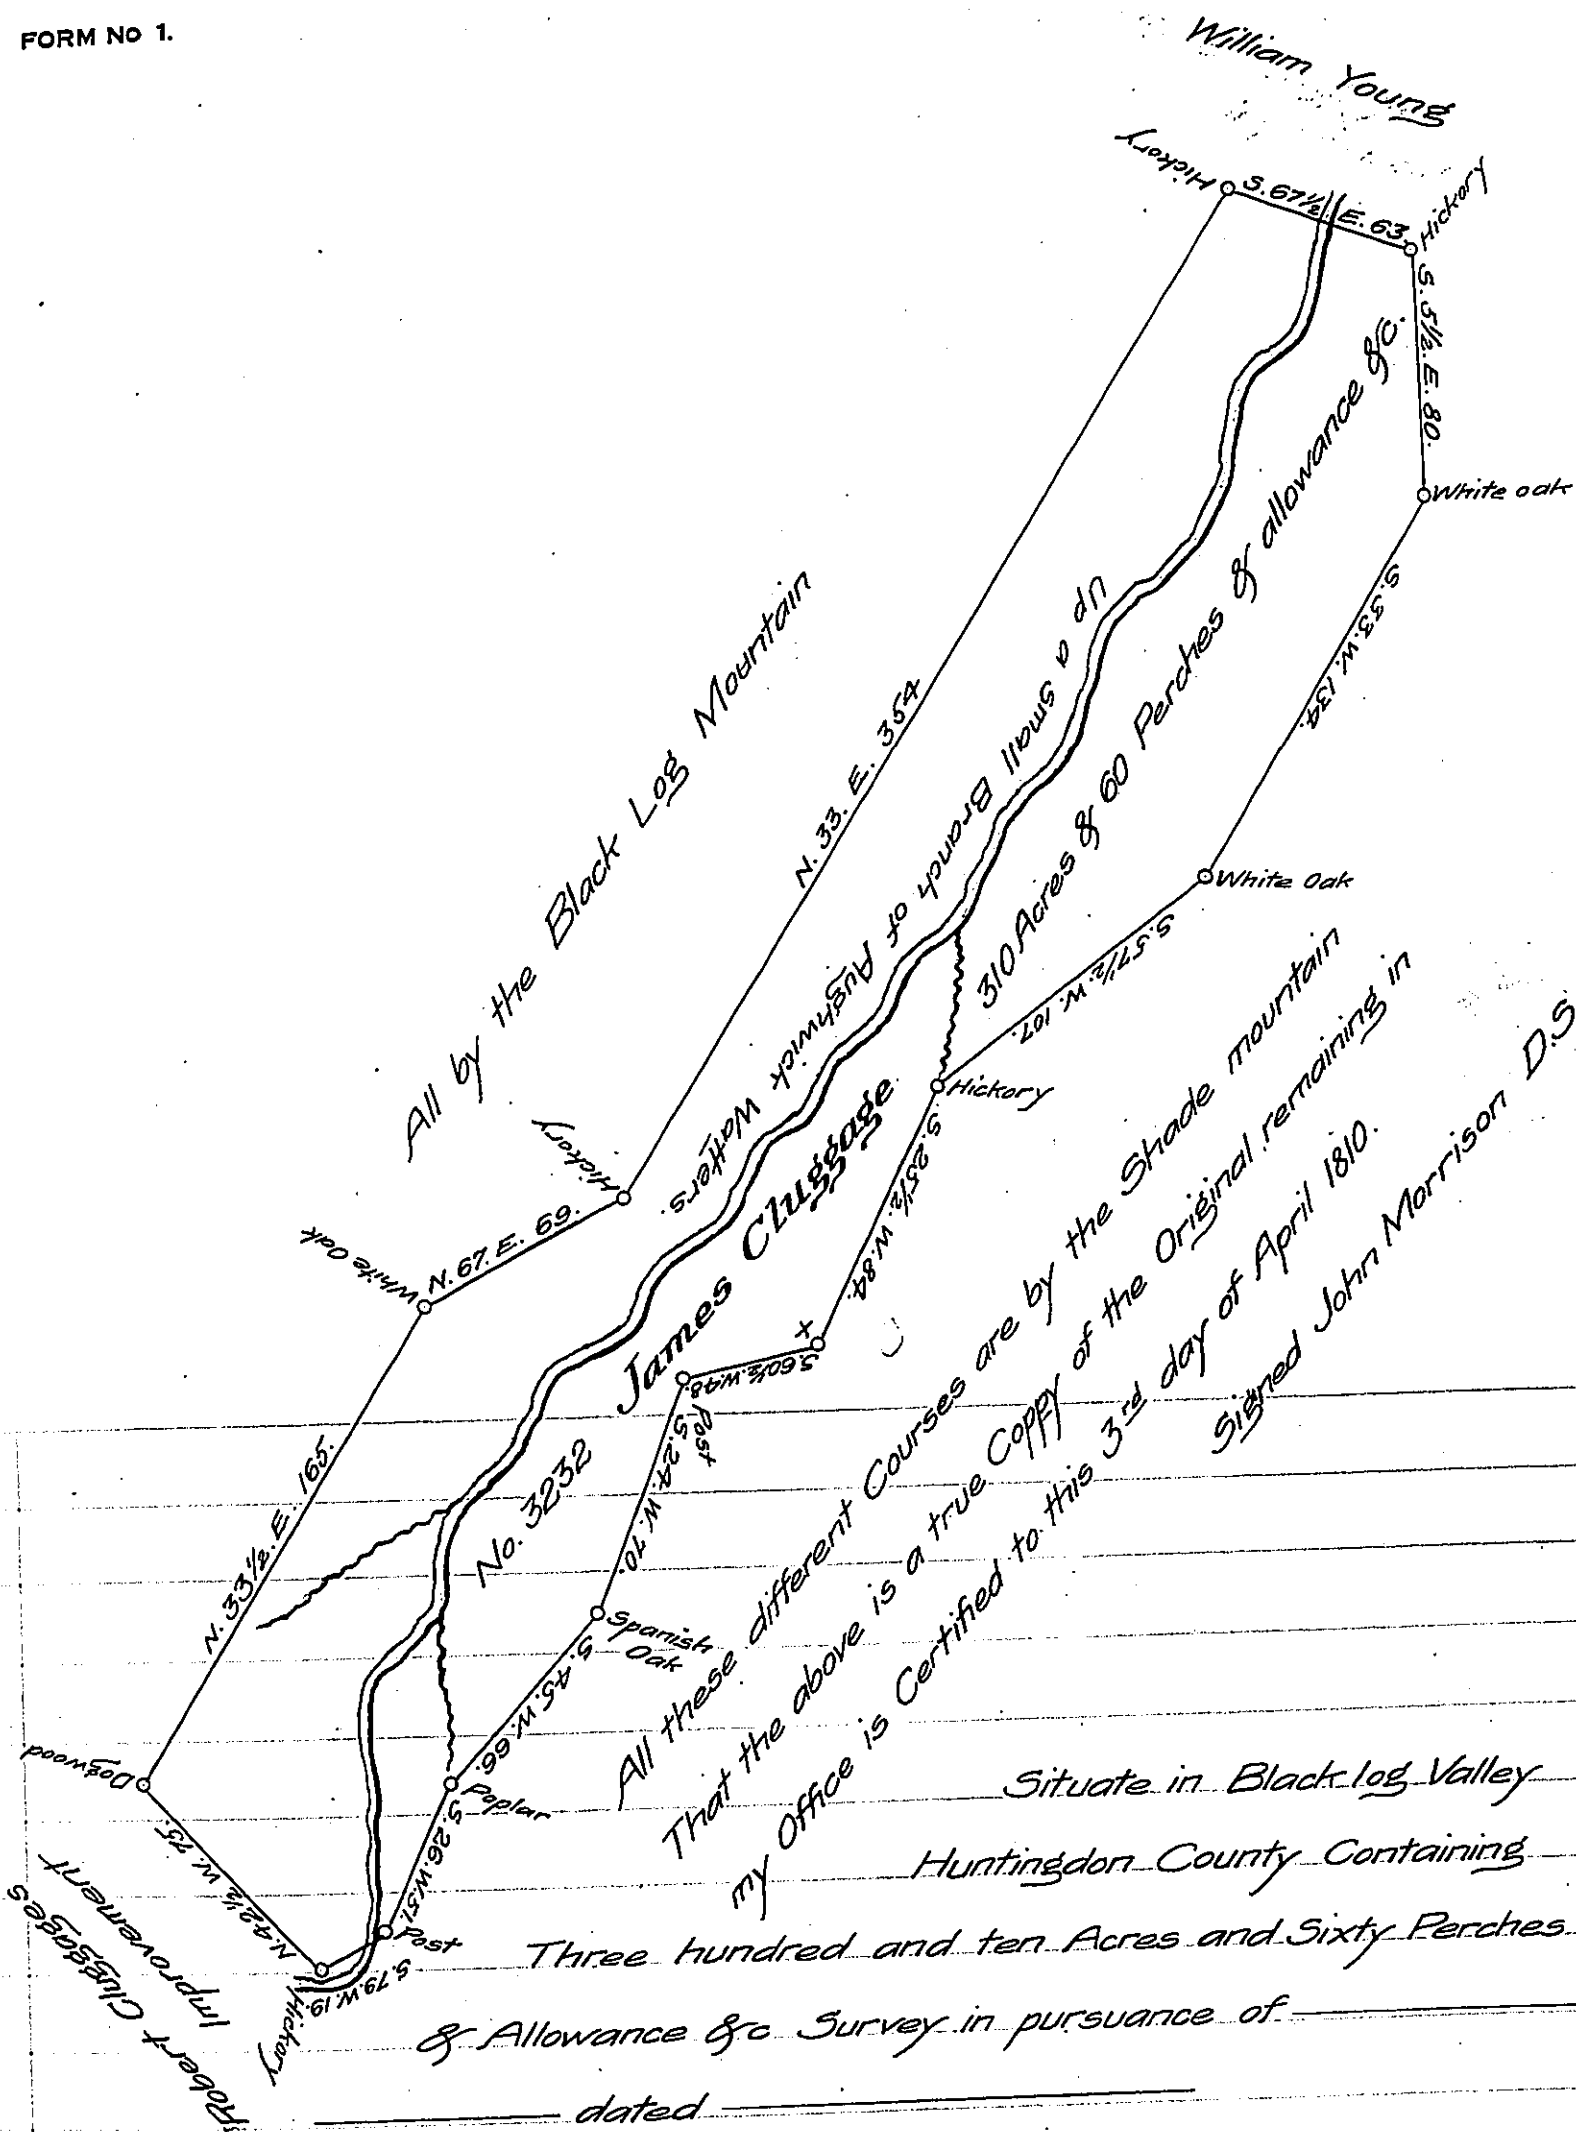 FORM No 1.
William Young
Hickory
S. 67½ E. 63.
Hickory
S. 5½. E. 80.
White oak
S. 33. W. 134.
White Oak
S. 57½. W. 107.
Hickory
S. 25½. W. 84.
x
S. 60½. W. 48.
Post
S. 24. W. 70.
Spanish
Oak
S. 45. W. 66.
Poplar
S. 26. W. 51.
Post
S. 79. W. 19.
Hickory
N. 42½ W. 75.
Dogwood
N. 33½. E. 165.
White Oak
N. 67. E. 69.
Hickory
N. 33. E. 354
All by the Black Log Mountain
Up a small Branch of Aughwick Watters.
310 Acres & 60 Perches & allowance &c.
James Cluggage.
No. 3232
Robert Cluggages
Improvement
All these different Courses are by the Shade mountain
That the above is a true Coppy of the Original remaining in
my Office is Certified to this 3rd day of April 1810.
Signed John Morrison D.S
Situate in Black log Valley
Huntingdon County Containing
Three hundred and ten Acres and Sixty Perches
& Allowance &c Survey in pursuance of
dated